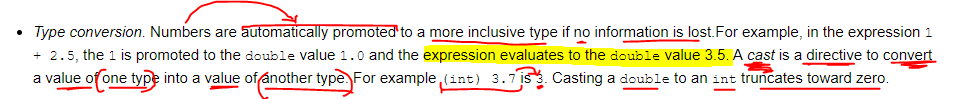 • Type conversion. Numbers are automatically promoted to a more inclusive type if no information is lost.For example, in the expression 1
+ 2.5, the 1 is promoted to the double value 1.0 and the expression evaluates to the double value 3.5. A cast is a directive to convert
a value of one type into a value of another type. For example (int) 3.7 is 3. Casting a double to an int truncates toward zero.